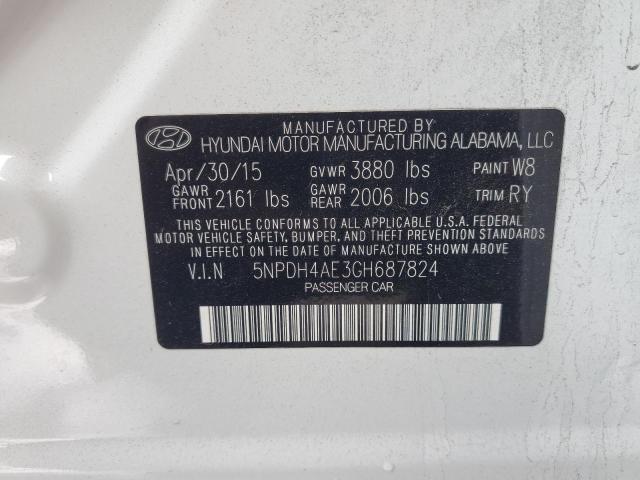 MANUFACTURED BY
HYUNDAI MOTOR MANUFACTURING ALABAMA, LLC
Apr/30/15 GVWR 3880 lbs PAINT W8
GAWR FRONT 2161 lbs GAWR REAR 2006 lbs TRIM RY
THIS VEHICLE CONFORMS TO ALL APPLICABLE U.S.A. FEDERAL
MOTOR VEHICLE SAFETY, BUMPER, AND THEFT PREVENTION
STANDARDS IN EFFECT ON THE DATE OF MANUFACTURE SHOWN ABOVE.
V.I.N 5NPDH4AE3GH687824
PASSENGER CAR